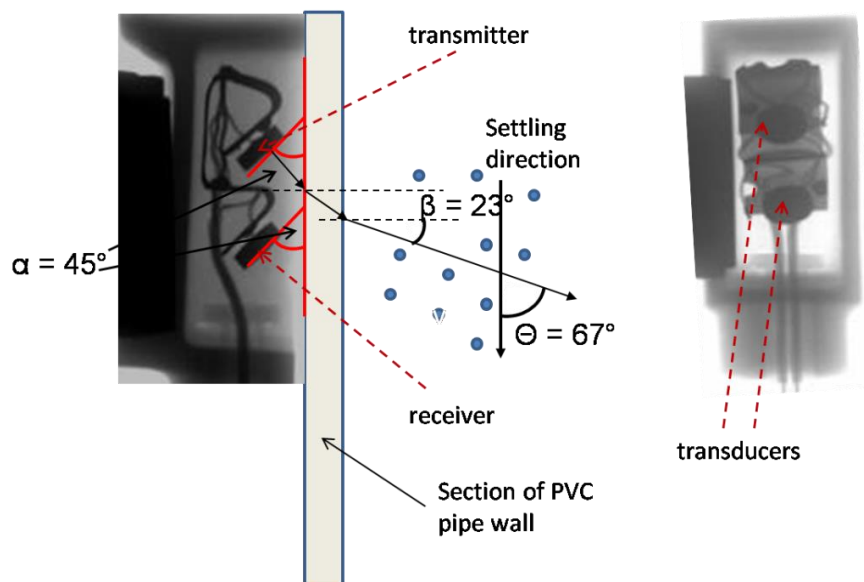 transmitter
Settling
direction
β = 23°
α = 45°
Θ = 67°
receiver
transducers
Section of PVC
pipe wall